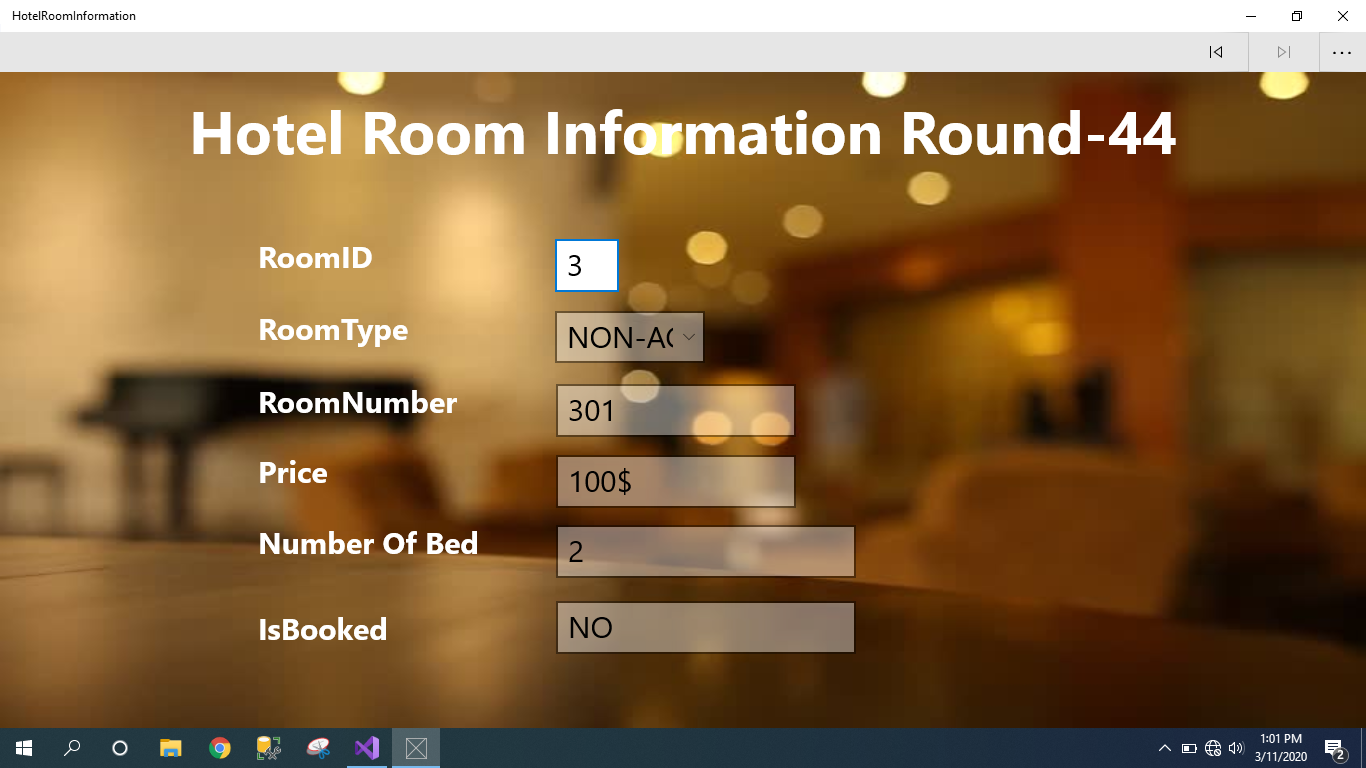 HotelRoomInformation
Hotel Room Information Round-44
RoomID 3
RoomType NON-AC
RoomNumber 301
Price 100$
Number Of Bed 2
IsBooked NO
1:01 PM
3/11/2020
2